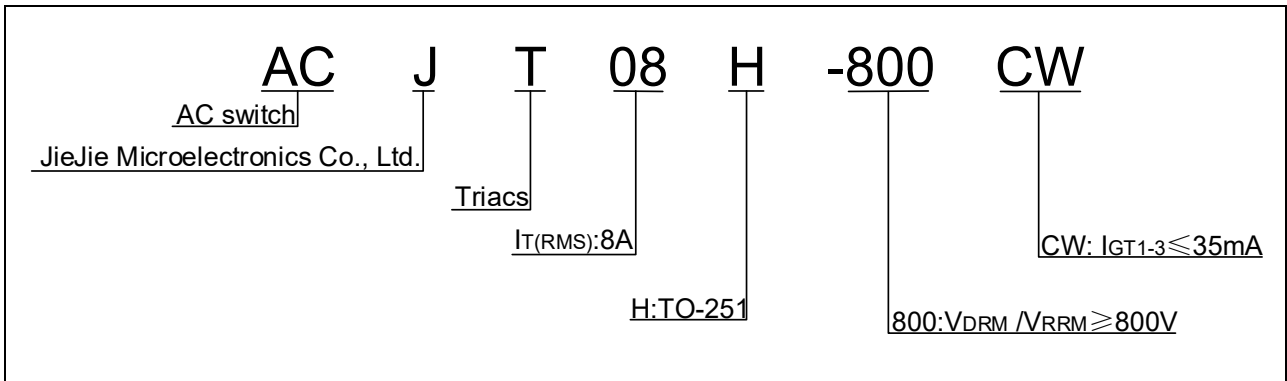 AC J T 08 H -800 CW
AC switch
JieJie Microelectronics Co., Ltd.
Triacs
IT(RMS):8A
CW: IGT1-3≤35mA
H:TO-251
800:VDRM /VRRM≥800V